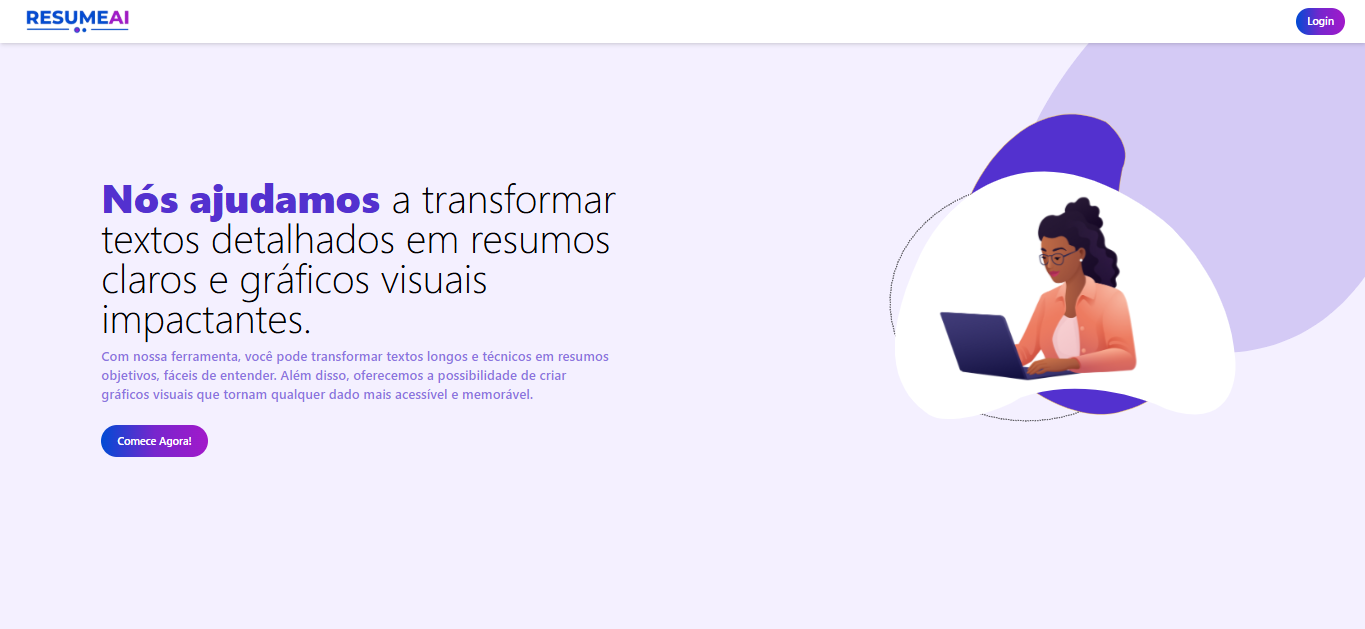 RESUMEAI
Login
Nós ajudamos a transformar
textos detalhados em resumos
claros e gráficos visuais
impactantes.
Com nossa ferramenta, você pode transformar textos longos e técnicos em resumos
objetivos, fáceis de entender. Além disso, oferecemos a possibilidade de criar
gráficos visuais que tornam qualquer dado mais acessível e memorável.
Comece Agora!